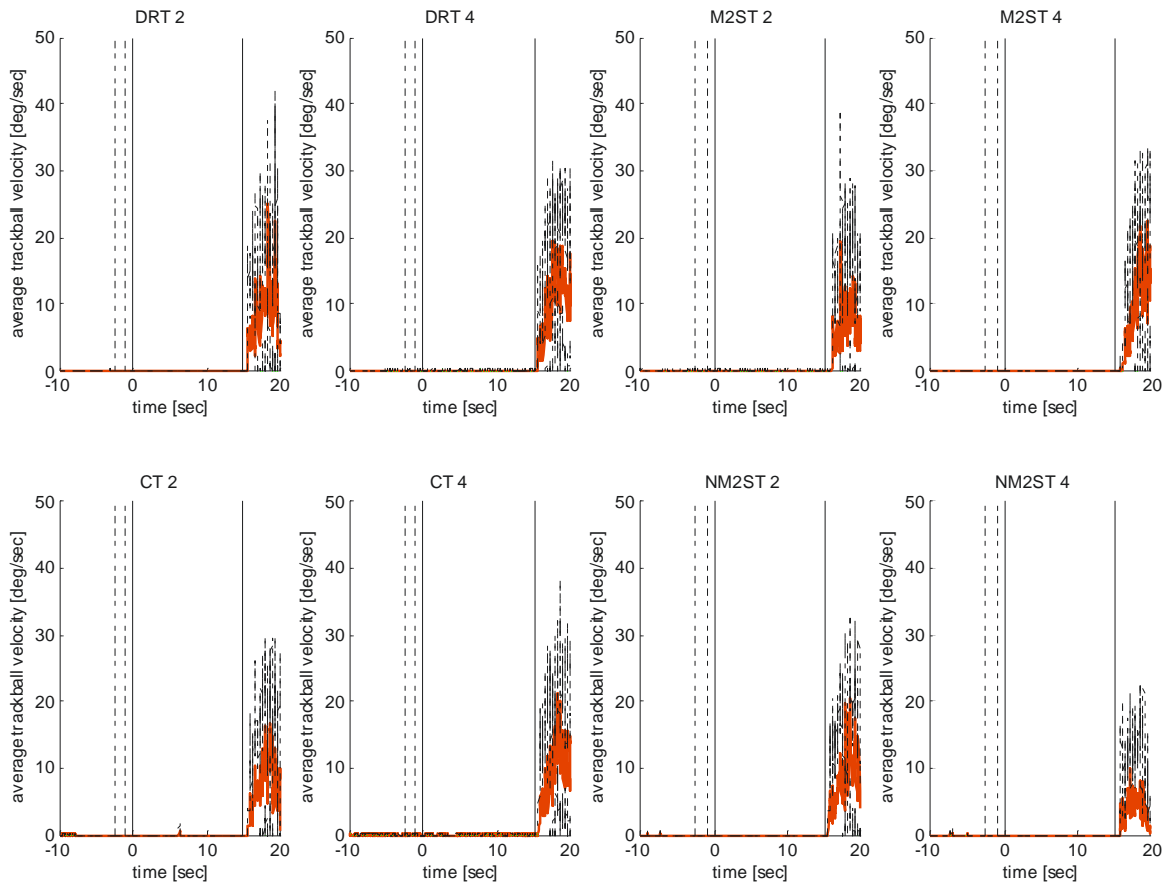 DRT 2 DRT 4 M2ST 2 M2ST 4
50 50 50 50
40 40 40 40
30 30 30 30
20 20 20 20
10 10 10 10
0 0 0 0
average trackball velocity [deg/sec] average trackball velocity [deg/sec] average trackball velocity [deg/sec] average trackball velocity [deg/sec]
-10 0 10 20 -10 0 10 20 -10 0 10 20 -10 0 10 20
time [sec] time [sec] time [sec] time [sec]
CT 2 CT 4 NM2ST 2 NM2ST 4
50 50 50 50
40 40 40 40
30 30 30 30
20 20 20 20
10 10 10 10
0 0 0 0
average trackball velocity [deg/sec] average trackball velocity [deg/sec] average trackball velocity [deg/sec] average trackball velocity [deg/sec]
-10 0 10 20 -10 0 10 20 -10 0 10 20 -10 0 10 20
time [sec] time [sec] time [sec] time [sec]